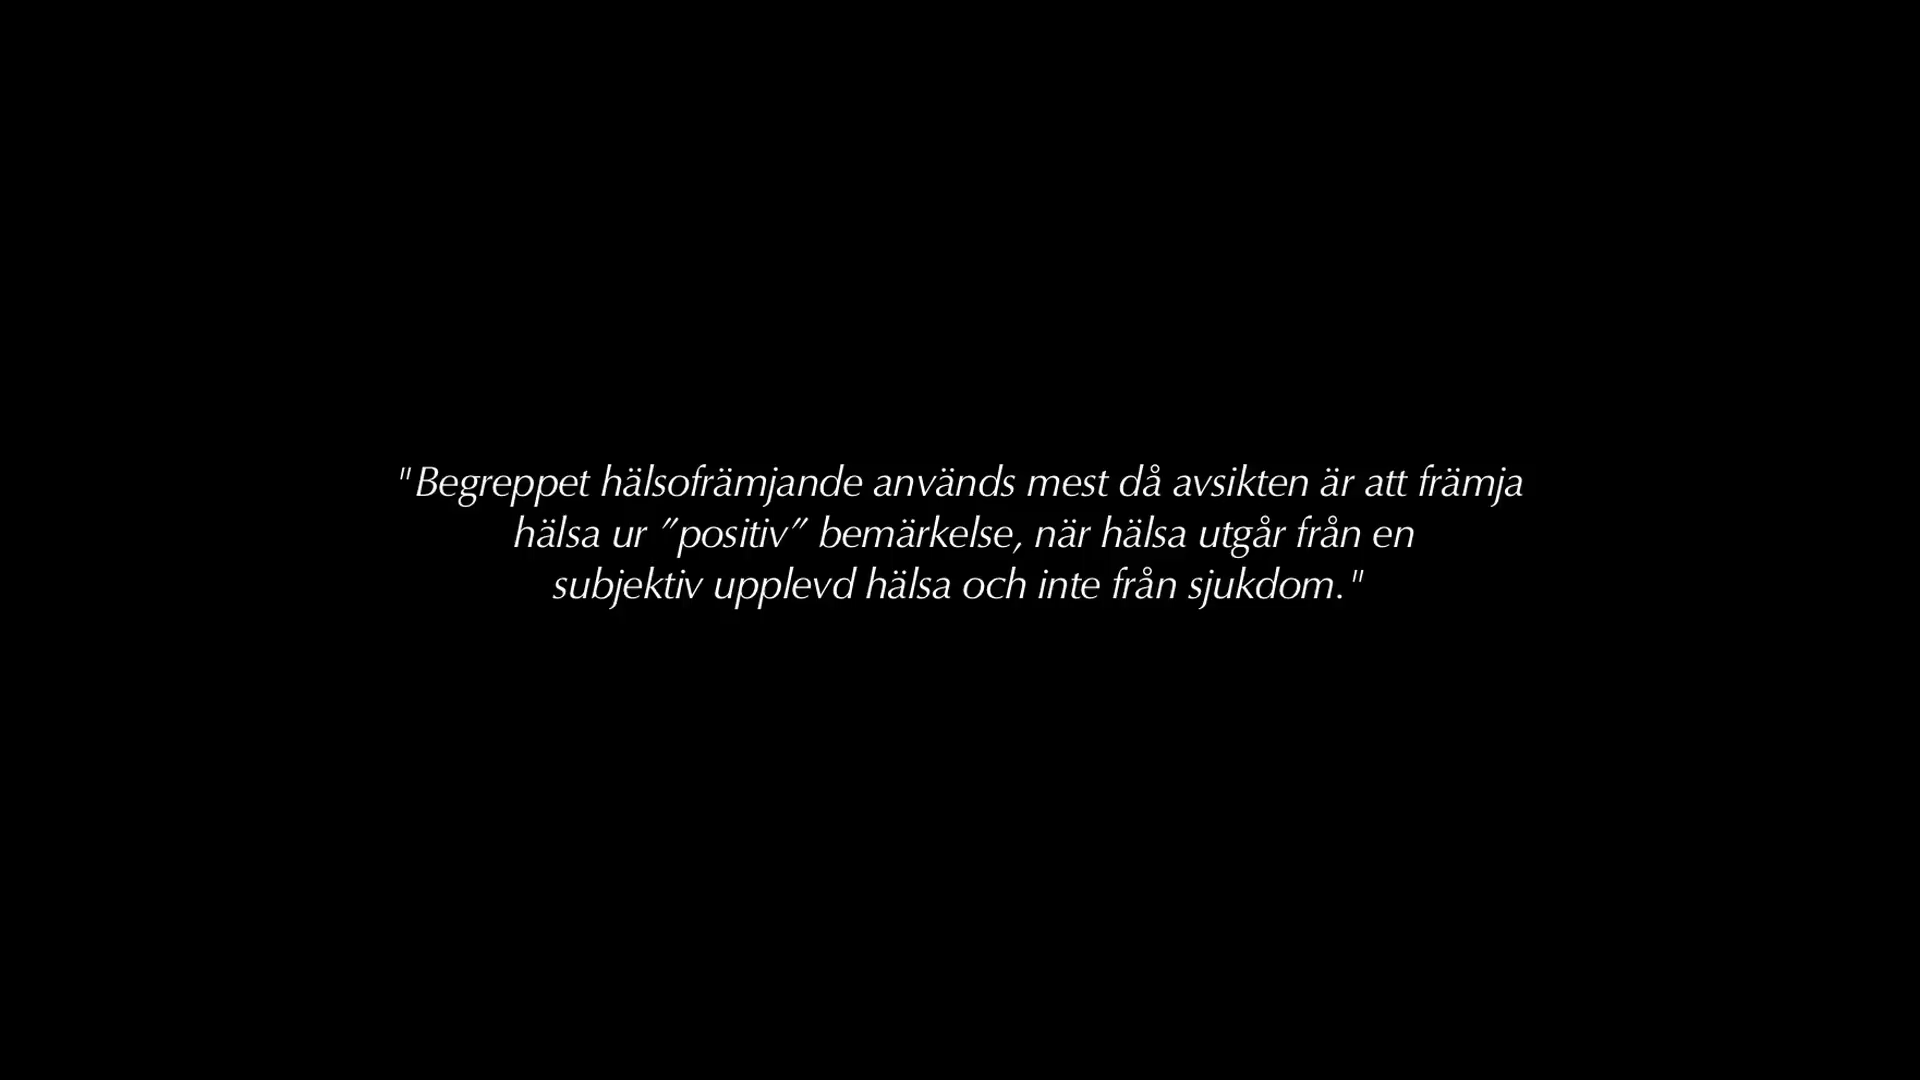 "Begreppet hälsofrämjande används mest då avsikten är att främja
hälsa ur ”positiv” bemärkelse, när hälsa utgår från en
subjektiv upplevd hälsa och inte från sjukdom."